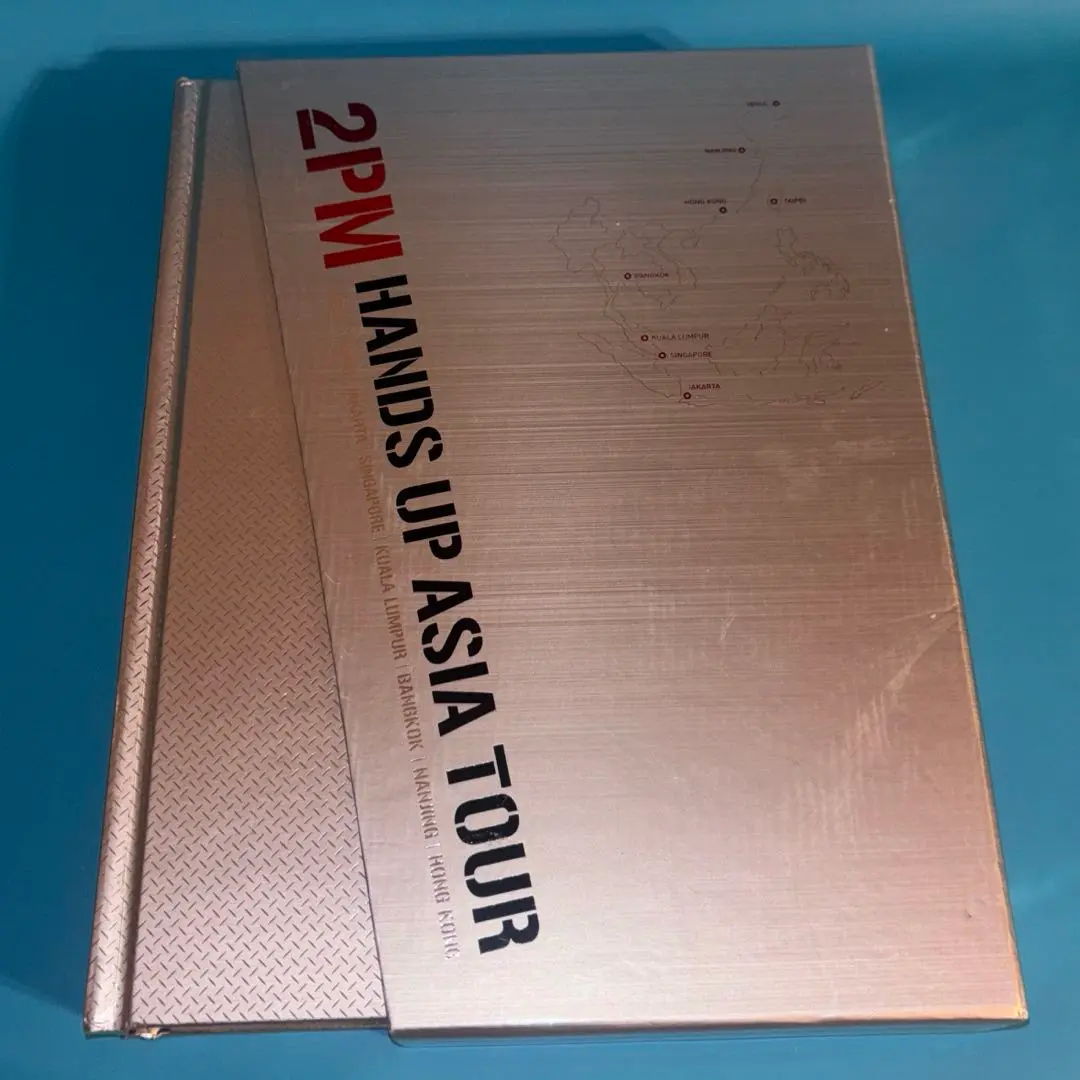 2PM HANDS UP ASIA TOUR
SINGAPORE | KUALA LUMPUR | BANGKOK | NANJING | HONG KONG
NANJING
HONG KONG
TAIPEI
BANGKOK
KUALA LUMPUR
SINGAPORE
JAKARTA